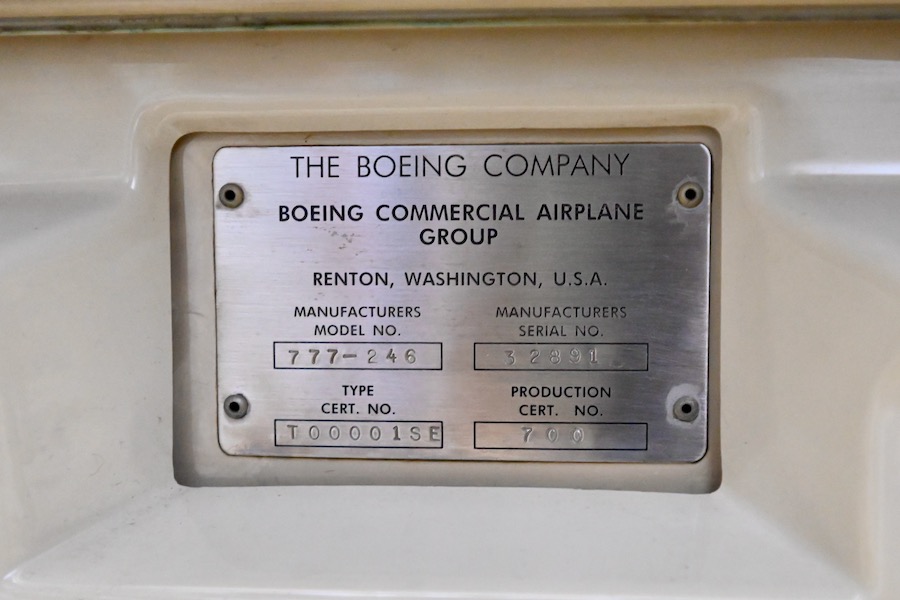 THE BOEING COMPANY
BOEING COMMERCIAL AIRPLANE
GROUP
RENTON, WASHINGTON, U.S.A.
MANUFACTURERS MANUFACTURERS
MODEL NO. SERIAL NO.
777-246 32891
TYPE PRODUCTION
CERT. NO. CERT. NO.
T00001SE 700